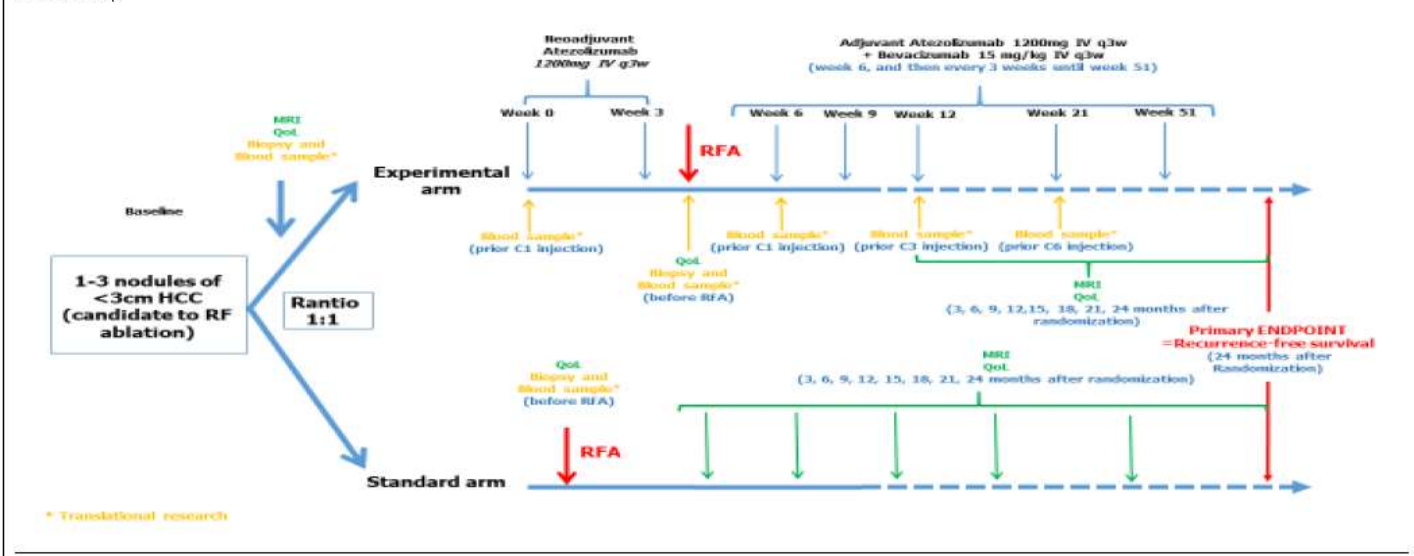 Neoadjuvant
Atezolizumab
1200mg IV q3w
Adjuvant Atezolizumab 1200mg IV q3w
+ Bevacizumab 15 mg/kg IV q3w
(week 6, and then every 3 weeks until week 51)
Week 0
Week 3
Week 6
Week 9
Week 12
Week 21
Week 51
MRI
QoL
Biopsy and
Blood sample*
RFA
Experimental
arm
Baseline
Blood sample*
(prior C1 injection)
QoL
Biopsy and
Blood sample*
(before RFA)
Blood sample*
(prior C1 injection)
Blood sample*
(prior C3 injection)
Blood sample*
(prior C6 injection)
1-3 nodules of
<3cm HCC
(candidate to RF
ablation)
Rantio
1:1
MRI
QoL
(3, 6, 9, 12,15, 18, 21, 24 months after
randomization)
Primary ENDPOINT
=Recurrence-free survival
(24 months after
Randomization)
QoL
Biopsy and
Blood sample*
(before RFA)
MRI
QoL
(3, 6, 9, 12, 15, 18, 21, 24 months after randomization)
RFA
Standard arm
* Translational research